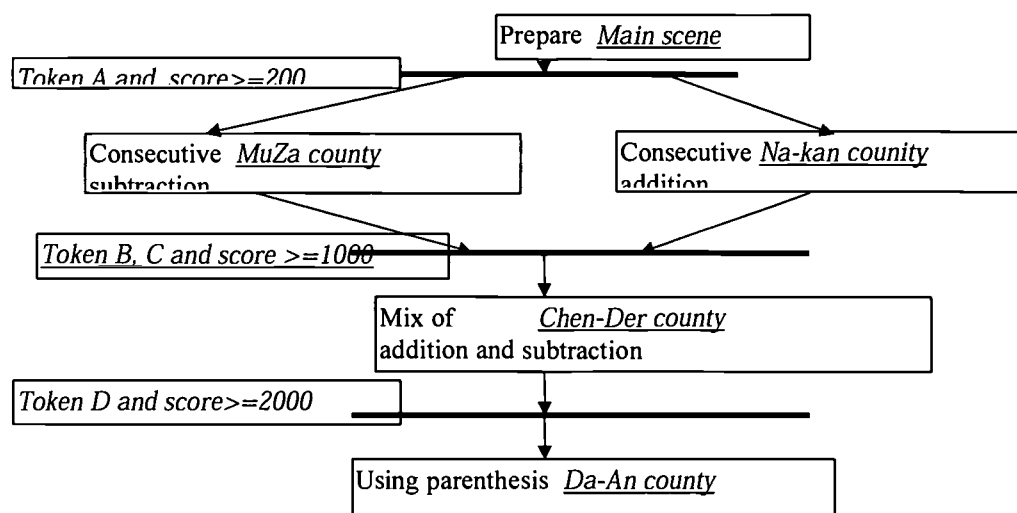 Prepare Main scene
Token A and score>=200
Consecutive MuZa county
subtraction
Consecutive Na-kan counity
addition
Token B, C and score >=1000
Mix of Chen-Der county
addition and subtraction
Token D and score>=2000
Using parenthesis Da-An county